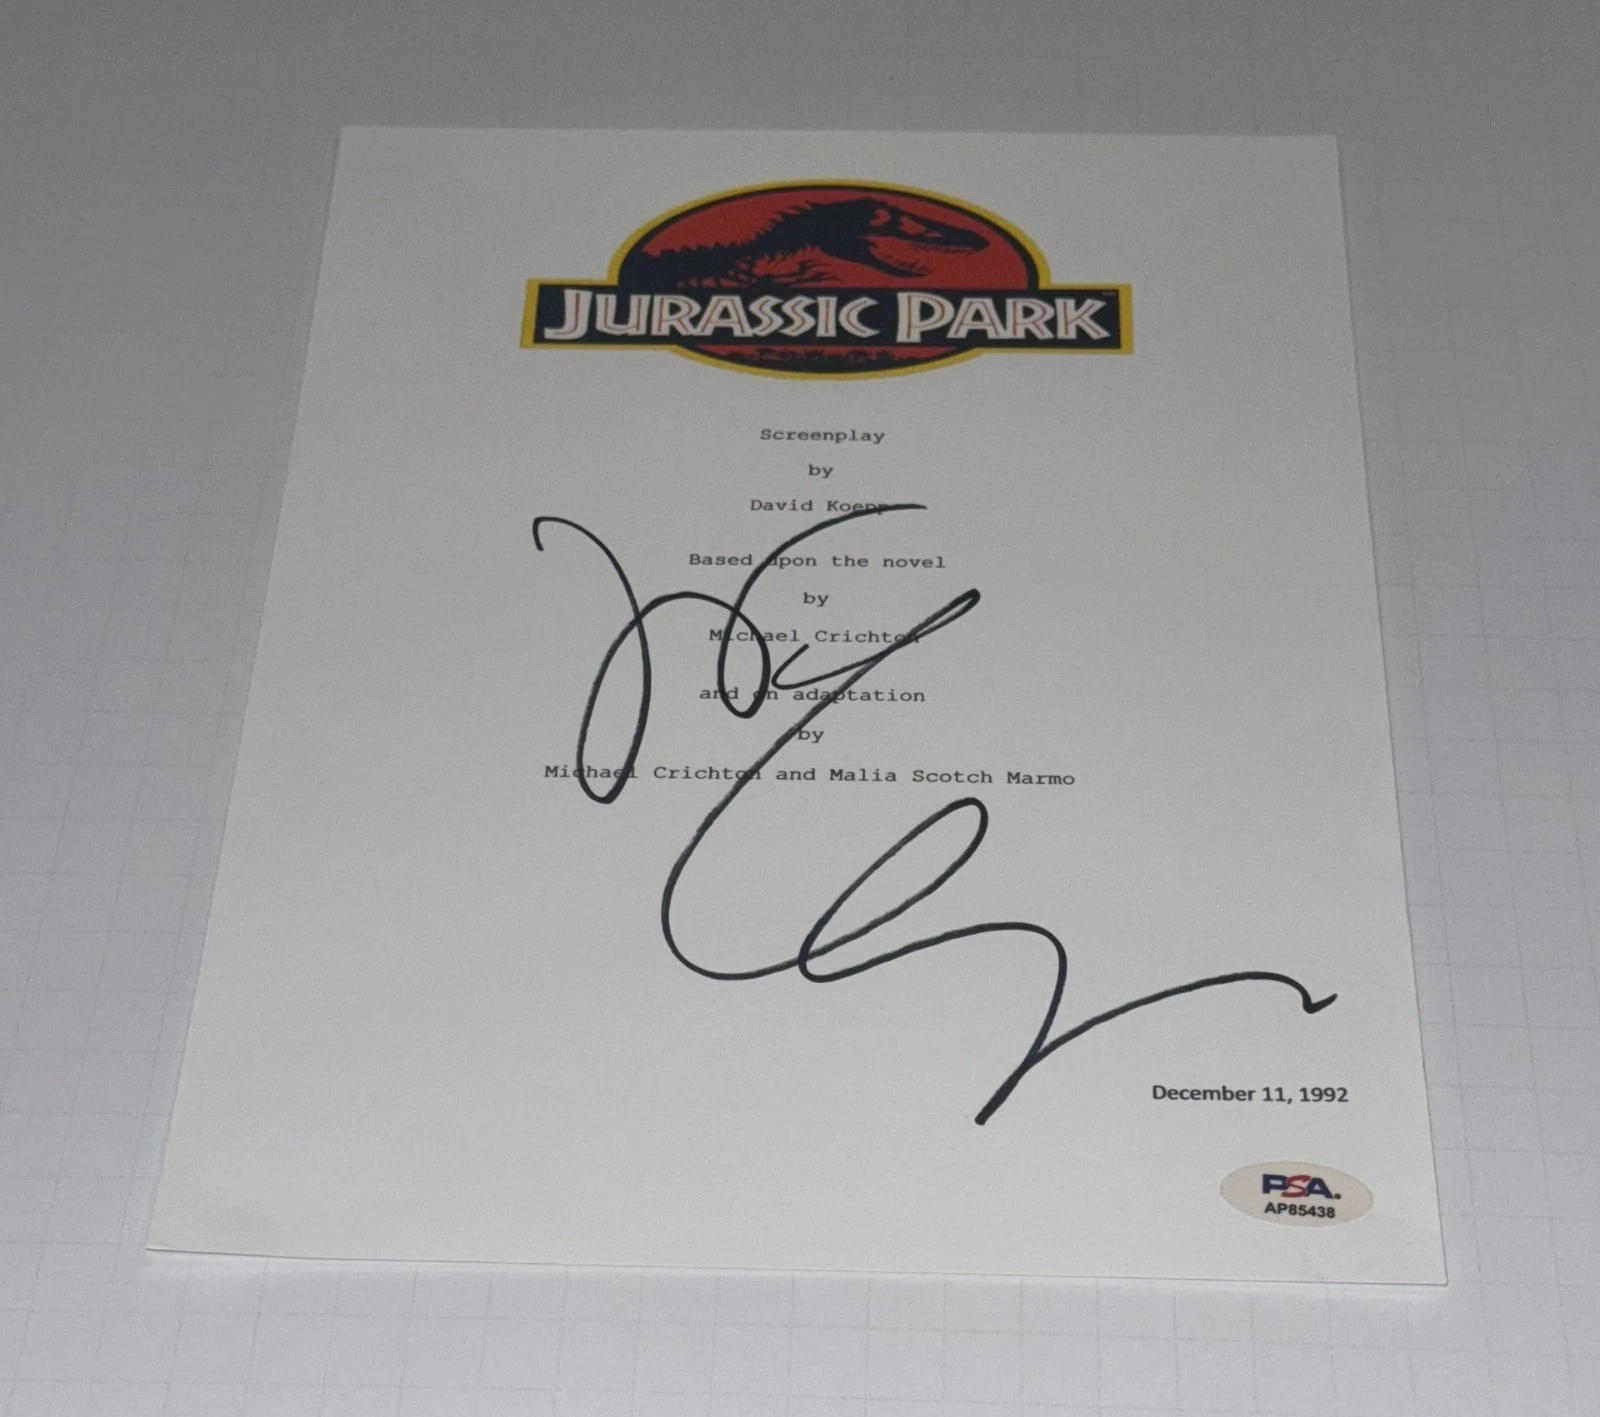 JURASSIC PARK™
Screenplay
by
David Koepp
Based upon the novel
by
Michael Crichton
and on adaptation
by
Michael Crichton and Malia Scotch Marmo
December 11, 1992
PSA.
AP85438